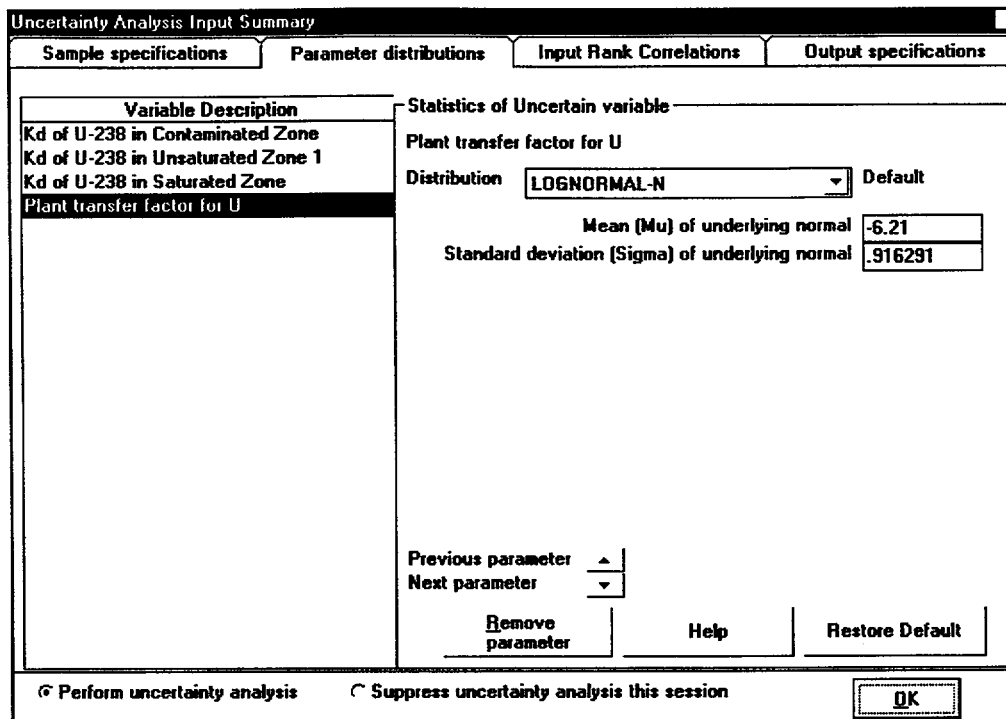 Uncertainty Analysis Input Summary
Sample specifications
Parameter distributions
Input Rank Correlations
Output specifications
Variable Description
Kd of U-238 in Contaminated Zone
Kd of U-238 in Unsaturated Zone 1
Kd of U-238 in Saturated Zone
Plant transfer factor for U
Statistics of Uncertain variable
Plant transfer factor for U
Distribution LOGNORMAL-N Default
Mean (Mu) of underlying normal -6.21
Standard deviation (Sigma) of underlying normal .916291
Previous parameter
Next parameter
Remove
parameter
Help
Restore Default
Perform uncertainty analysis
Suppress uncertainty analysis this session
OK